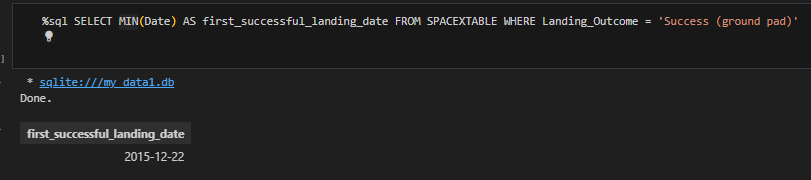 %sql SELECT MIN(Date) AS first_successful_landing_date FROM SPACEXTABLE WHERE Landing_Outcome = 'Success (ground pad)'
]
* sqlite:///my_data1.db
Done.
first_successful_landing_date
2015-12-22